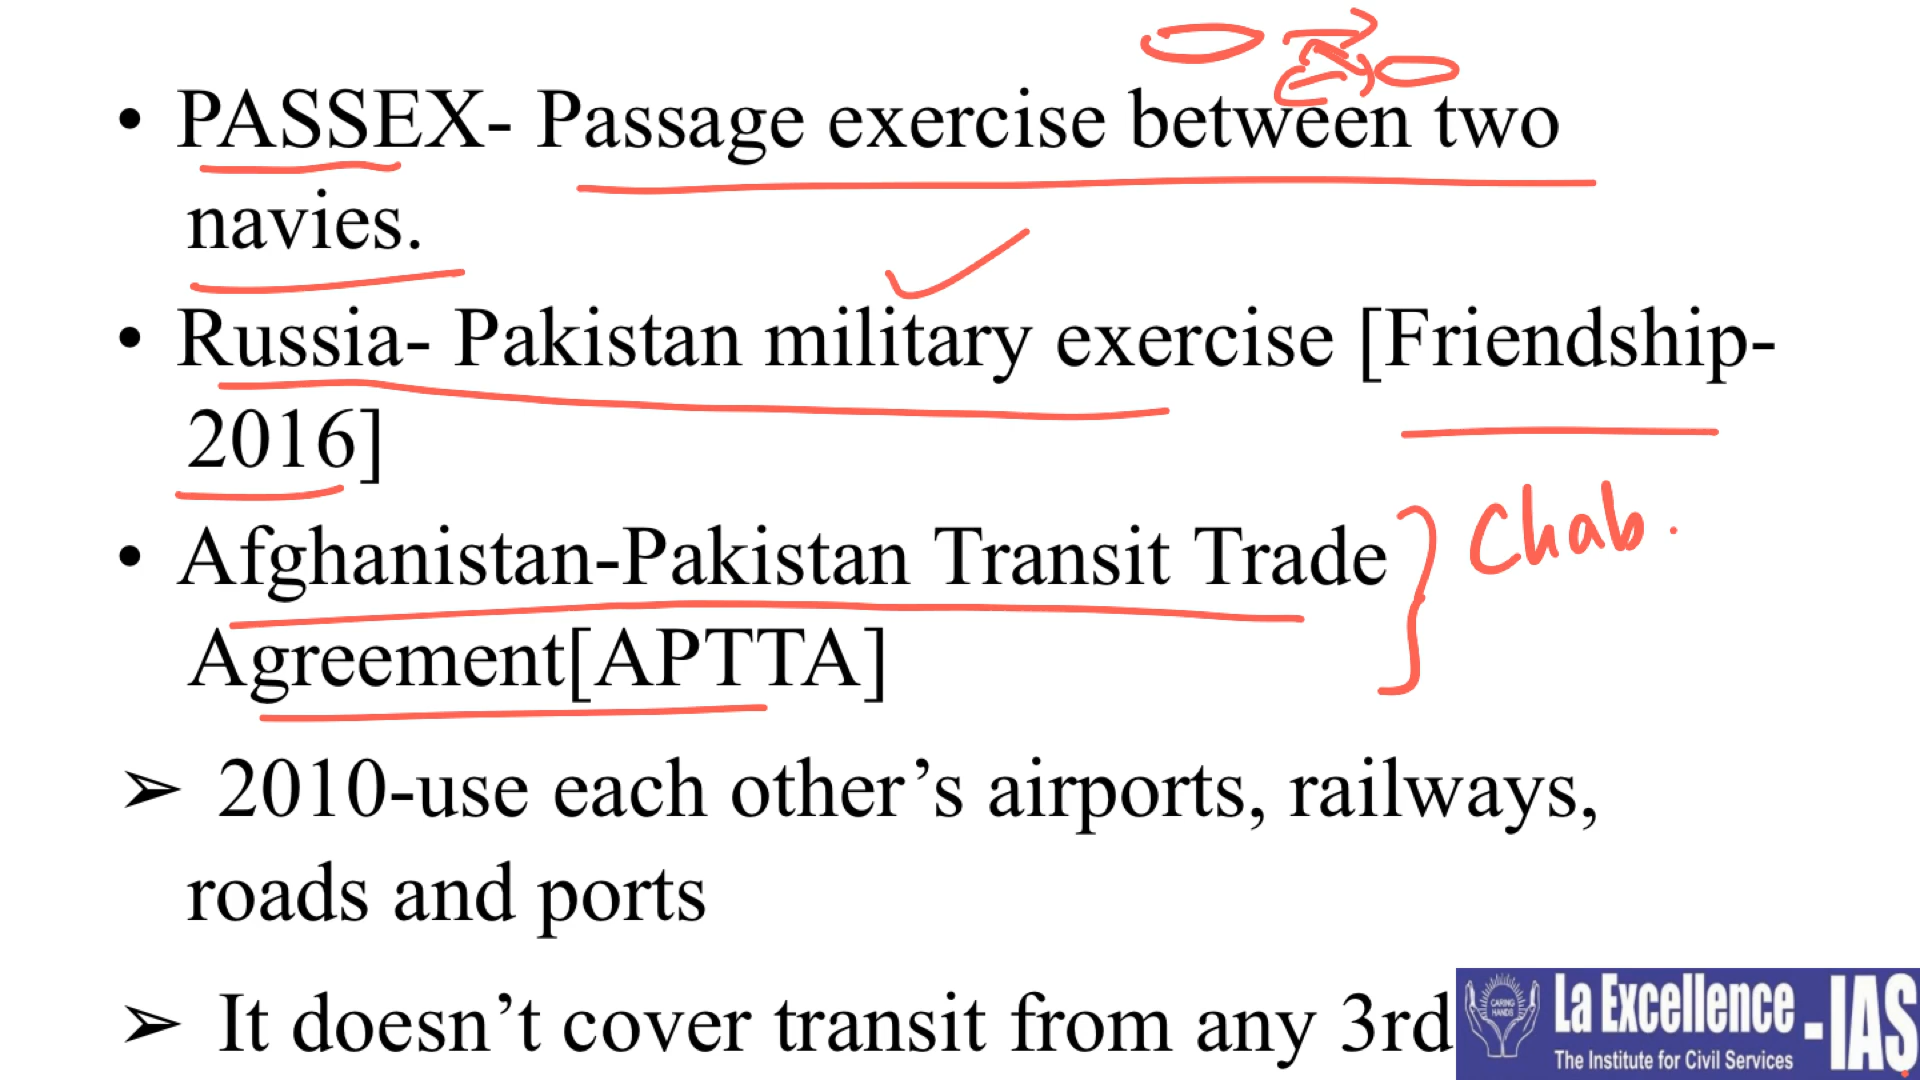 • PASSEX- Passage exercise between two
navies.
• Russia- Pakistan military exercise [Friendship-
2016]
• Afghanistan-Pakistan Transit Trade
Agreement[APTTA]
Chab.
➢ 2010-use each other’s airports, railways,
roads and ports
➢ It doesn’t cover transit from any 3rd
CARING
HANDS
La Excellence - IAS
The Institute for Civil Services